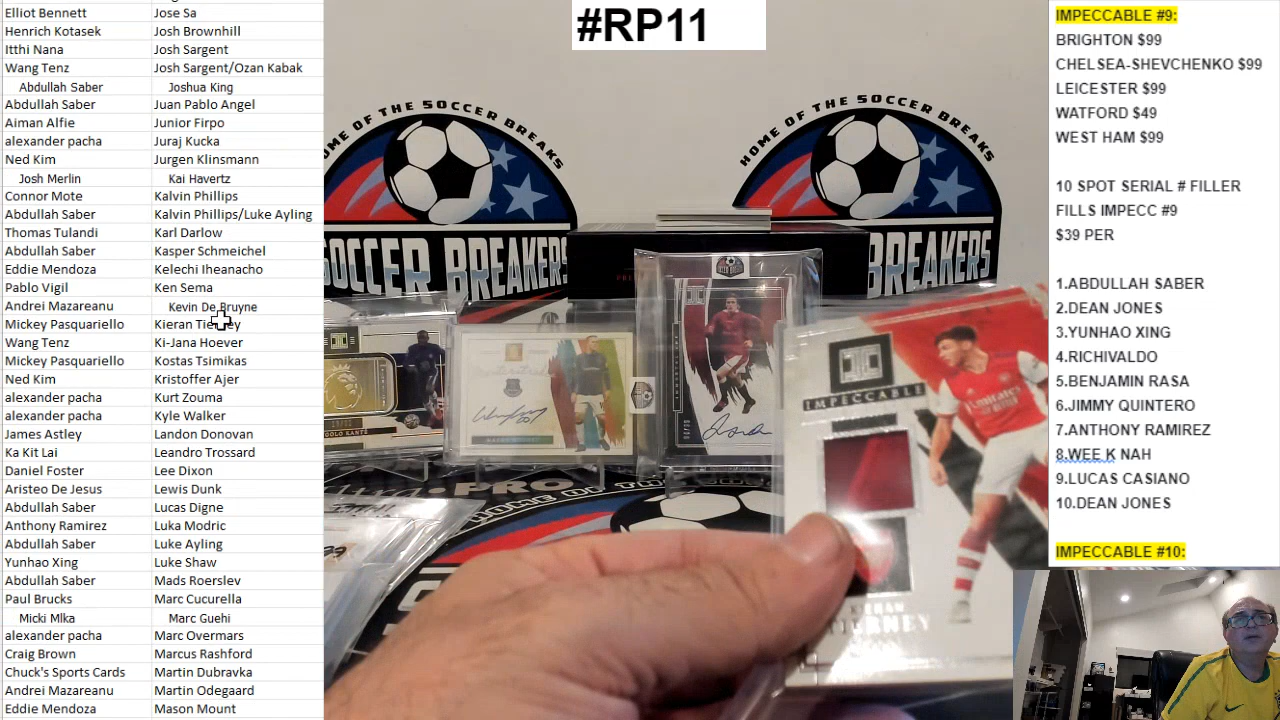 Elliot Bennett Jose Sa
Henrich Kotasek Josh Brownhill
Itthi Nana Josh Sargent
Wang Tenz Josh Sargent/Ozan Kabak
Abdullah Saber Joshua King
Abdullah Saber Juan Pablo Angel
Aiman Alfie Junior Firpo
alexander pacha Juraj Kucka
Ned Kim Jurgen Klinsmann
Josh Merlin Kai Havertz
Connor Mote Kalvin Phillips
Abdullah Saber Kalvin Phillips/Luke Ayling
Thomas Tulandi Karl Darlow
Abdullah Saber Kasper Schmeichel
Eddie Mendoza Kelechi Iheanacho
Pablo Vigil Ken Sema
Andrei Mazareanu Kevin De Bruyne
Mickey Pasquariello Kieran Tierney
Wang Tenz Ki-Jana Hoever
Mickey Pasquariello Kostas Tsimikas
Ned Kim Kristoffer Ajer
alexander pacha Kurt Zouma
alexander pacha Kyle Walker
James Astley Landon Donovan
Ka Kit Lai Leandro Trossard
Daniel Foster Lee Dixon
Aristeo De Jesus Lewis Dunk
Abdullah Saber Lucas Digne
Anthony Ramirez Luka Modric
Abdullah Saber Luke Ayling
Yunhao Xing Luke Shaw
Abdullah Saber Mads Roerslev
Paul Brucks Marc Cucurella
Micki Mlka Marc Guehi
alexander pacha Marc Overmars
Craig Brown Marcus Rashford
Chuck's Sports Cards Martin Dubravka
Andrei Mazareanu Martin Odegaard
Eddie Mendoza Mason Mount
#RP11
HOME OF THE SOCCER BREAKS
SOCCER BREAKERS
HOME OF THE SOCCER BREAKS
SOCCER BREAKERS
IMPECCABLE
PRO
HOME OF THE
IMPECCABLE #9:
BRIGHTON $99
CHELSEA-SHEVCHENKO $99
LEICESTER $99
WATFORD $49
WEST HAM $99
10 SPOT SERIAL # FILLER
FILLS IMPECC #9
$39 PER
1.ABDULLAH SABER
2.DEAN JONES
3.YUNHAO XING
4.RICHIVALDO
5.BENJAMIN RASA
6.JIMMY QUINTERO
7.ANTHONY RAMIREZ
8.WEE K NAH
9.LUCAS CASIANO
10.DEAN JONES
IMPECCABLE #10: